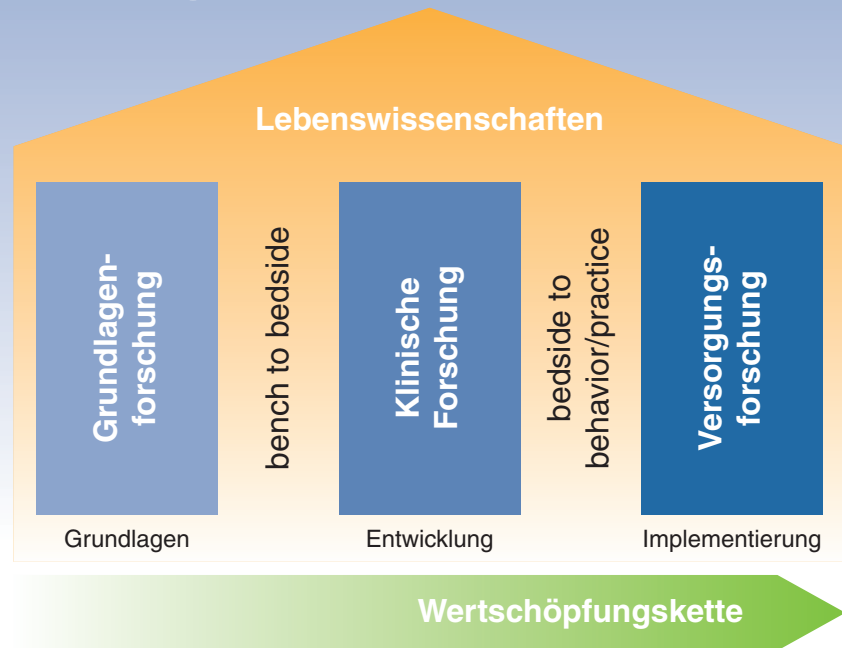 Lebenswissenschaften
Grundlagen-
forschung
bench to bedside
Klinische
Forschung
bedside to
behavior/practice
Versorgungs-
forschung
Grundlagen
Entwicklung
Implementierung
Wertschöpfungskette